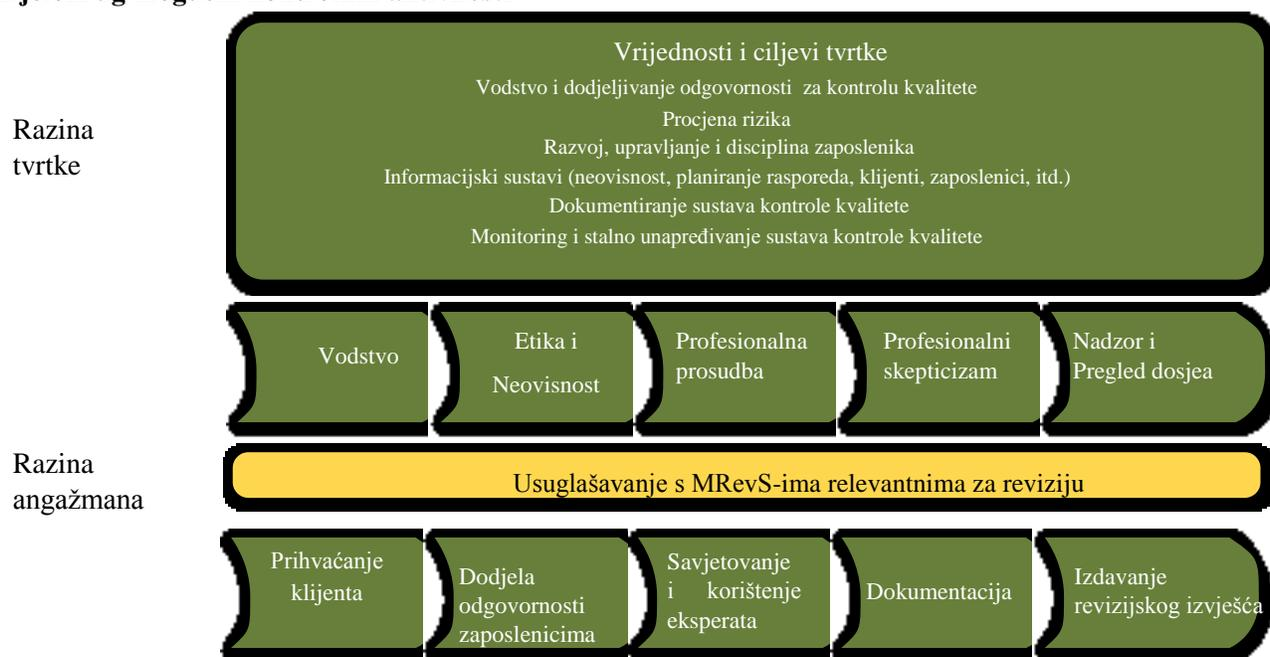 Vrijednosti i ciljevi tvrtke
Vodstvo i dodjeljivanje odgovornosti za kontrolu kvalitete
Procjena rizika
Razvoj, upravljanje i disciplina zaposlenika
Informacijski sustavi (neovisnost, planiranje rasporeda, klijenti, zaposlenici, itd.)
Dokumentiranje sustava kontrole kvalitete
Monitoring i stalno unapređivanje sustava kontrole kvalitete
Razina
tvrtke
Vodstvo
Etika i
Neovisnost
Profesionalna
prosudba
Profesionalni
skepticizam
Nadzor i
Pregled dosjea
Razina
angažmana
Usuglašavanje s MRevS-ima relevantnima za reviziju
Prihvaćanje
klijenta
Dodjela
odgovornosti
zaposlenicima
Savjetovanje
i korištenje
eksperata
Dokumentacija
Izdavanje
revizijskog izvješća